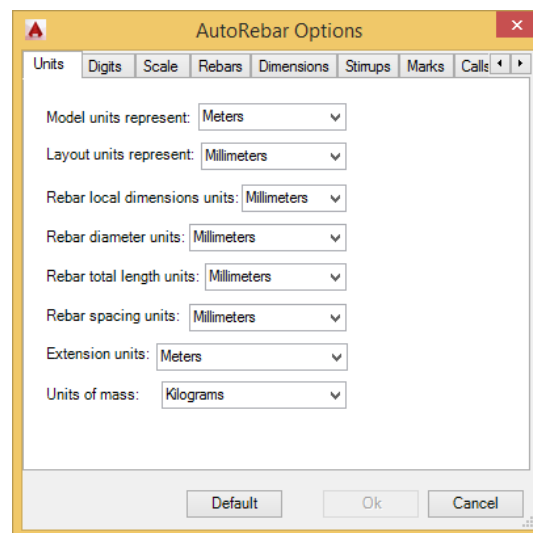 AutoRebar Options
Units Digits Scale Rebars Dimensions Stirrups Marks Calls
Model units represent: Meters
Layout units represent: Millimeters
Rebar local dimensions units: Millimeters
Rebar diameter units: Millimeters
Rebar total length units: Millimeters
Rebar spacing units: Millimeters
Extension units: Meters
Units of mass: Kilograms
Default Ok Cancel